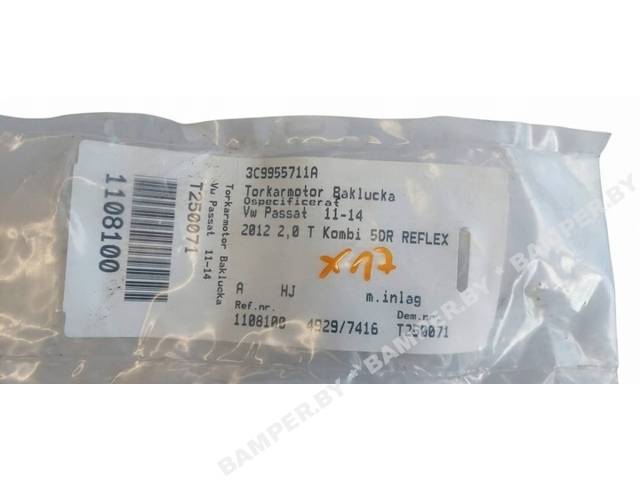 3C9955711A
Torkarmotor Baklucka
Ospecificerat
Vw Passat 11-14
2012 2,0 T Kombi 5DR REFLEX
X17
A HJ m.inlag
Ref.nr. Dem.nr.
1108100 4929/7416 T250071
1108100
T250071
Torkarmotor Baklucka
Vw Passat 11-14
BAMPER.BY
BAMPER.BY
BAMPER.BY
BAMPER.BY